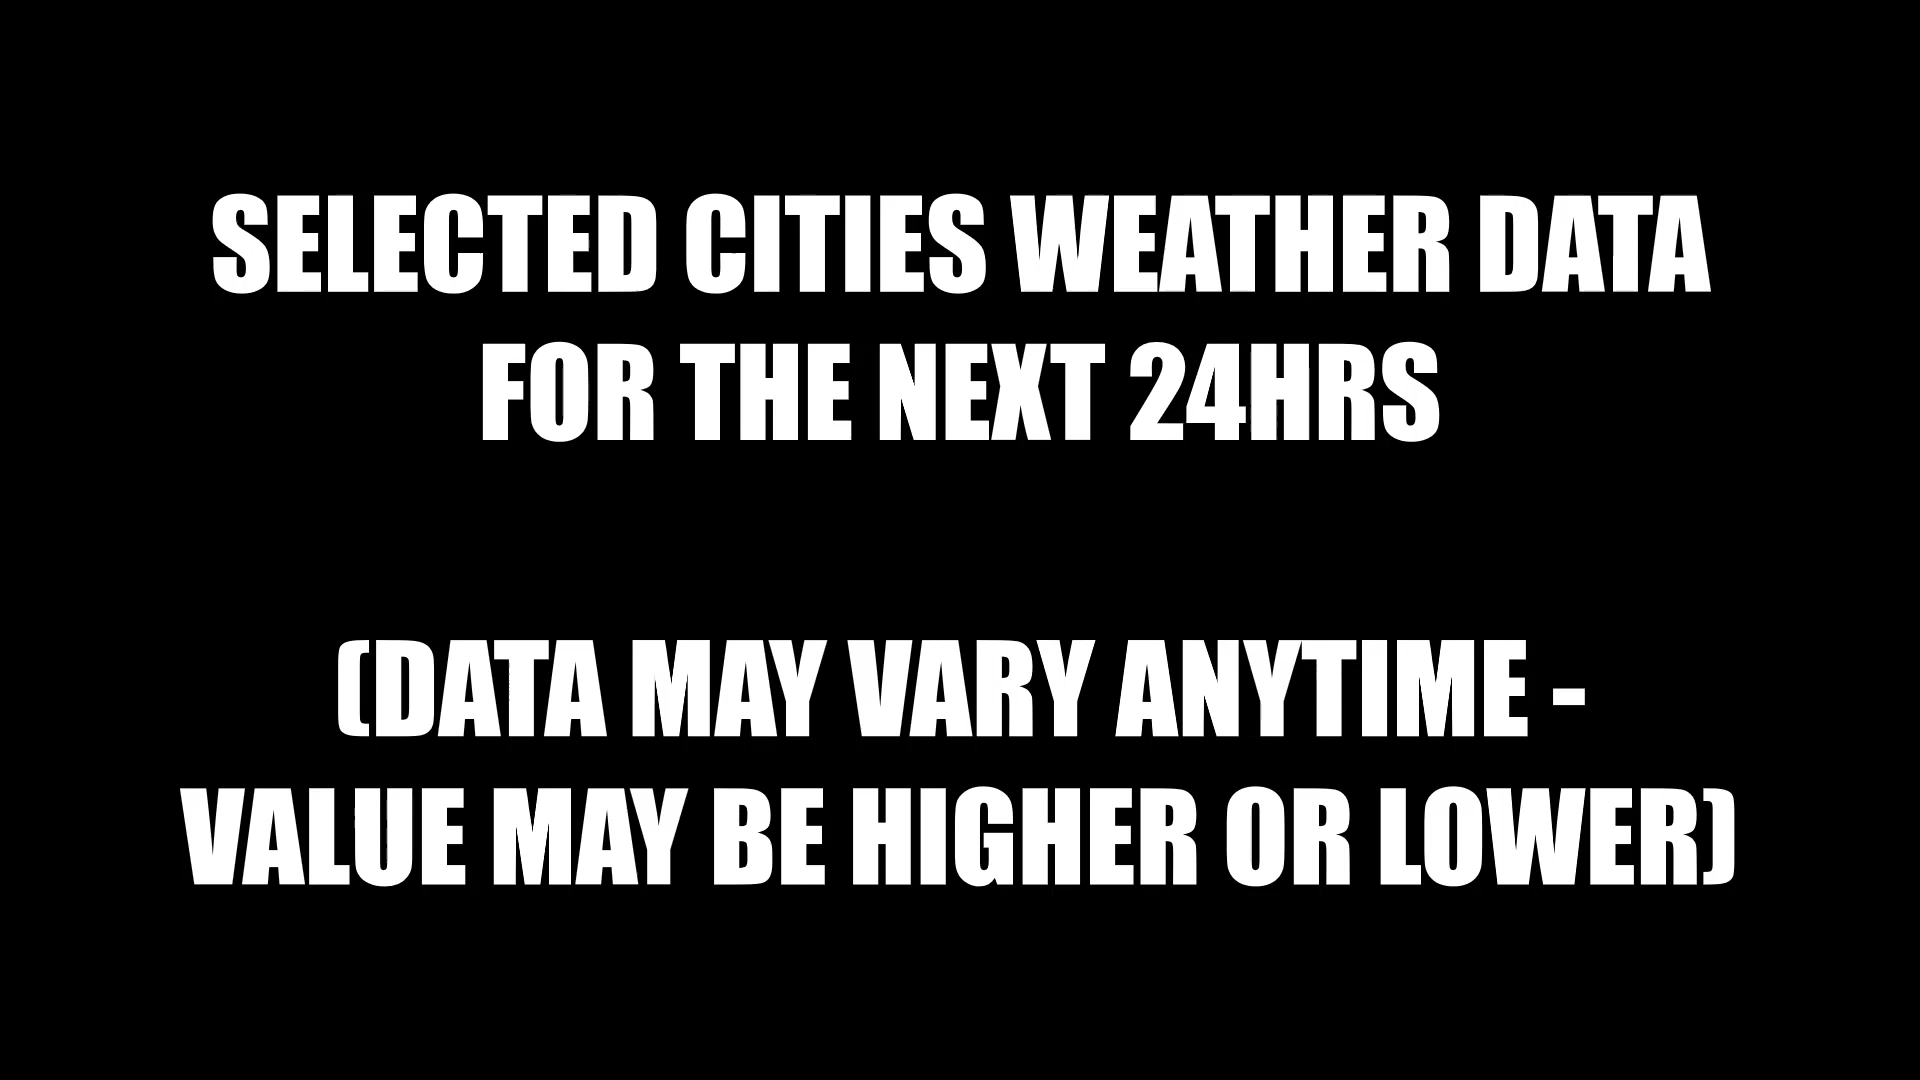 SELECTED CITIES WEATHER DATA
FOR THE NEXT 24HRS
(DATA MAY VARY ANYTIME -
VALUE MAY BE HIGHER OR LOWER)